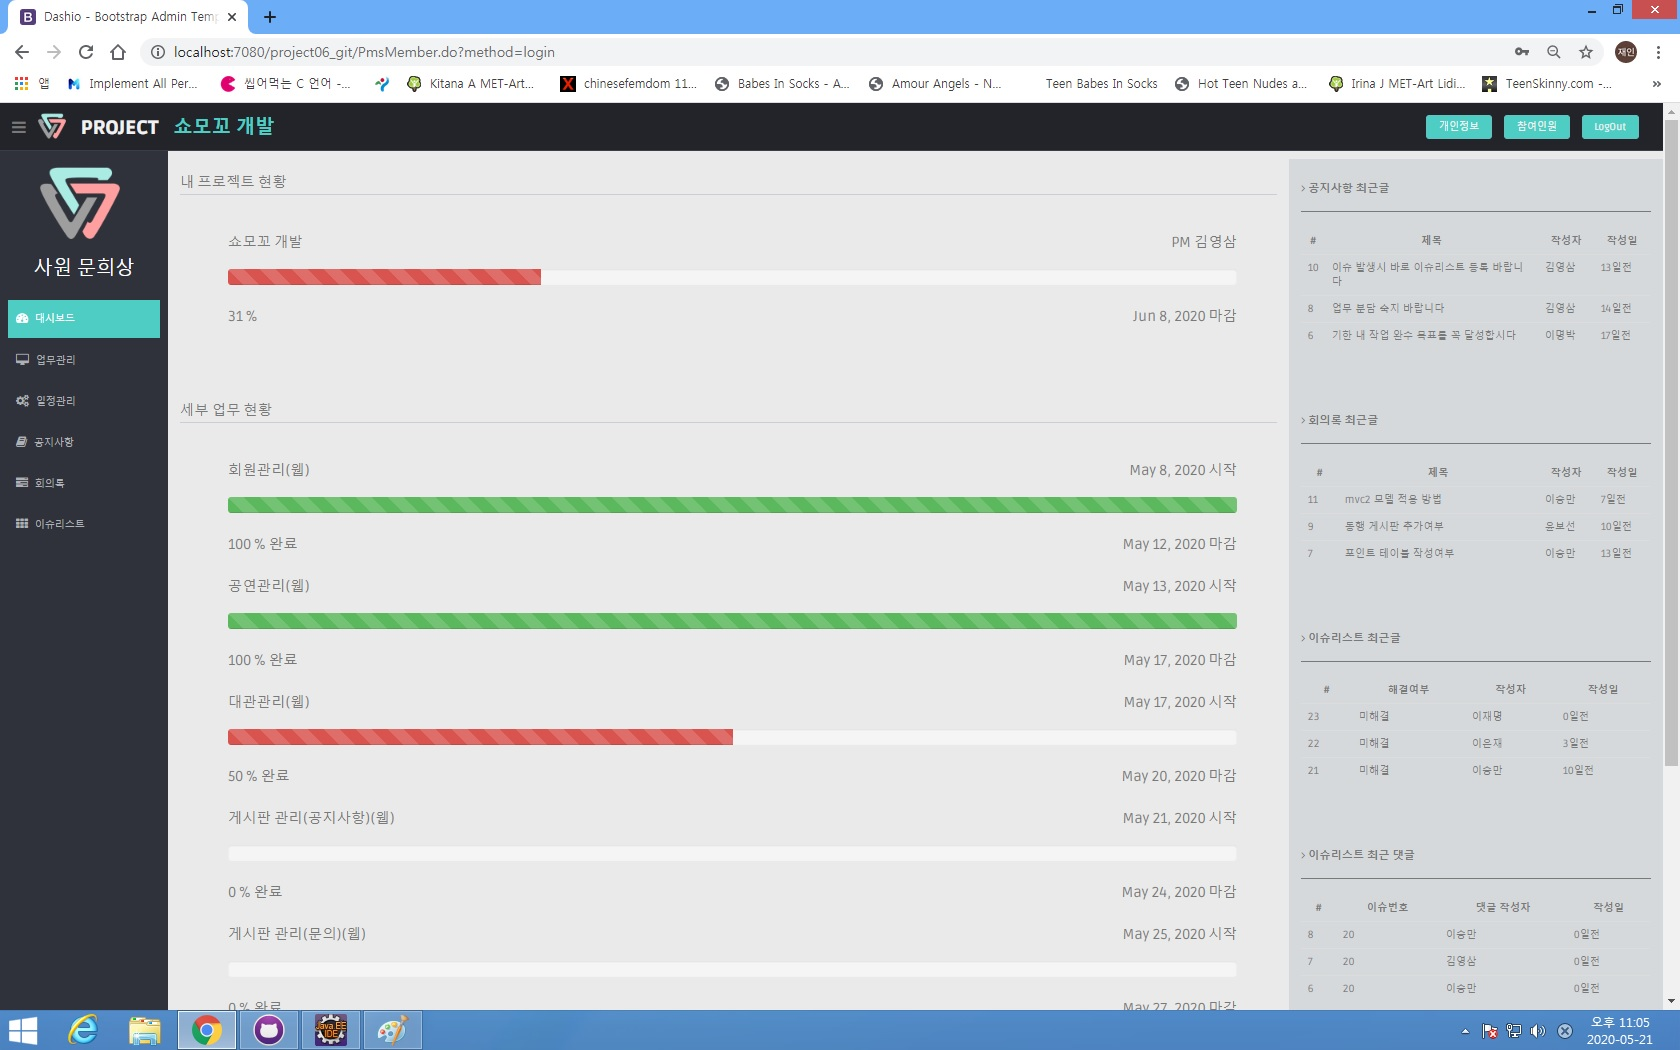 Dashio - Bootstrap Admin Temp
localhost:7080/project06_git/PmsMember.do?method=login
재인
앱
Implement All Per...
씹어먹는 C 언어 -...
Kitana A MET-Art...
chinesefemdom 11...
Babes In Socks - A...
Amour Angels - N...
Teen Babes In Socks
Hot Teen Nudes a...
Irina J MET-Art Lidi...
TeenSkinny.com -...
PROJECT 쇼모꼬 개발
개인정보
참여인원
LogOut
사원 문희상
대시보드
업무관리
일정관리
공지사항
회의록
이슈리스트
내 프로젝트 현황
쇼모꼬 개발 PM 김영삼
31 % Jun 8, 2020 마감
세부 업무 현황
회원관리(웹) May 8, 2020 시작
100 % 완료 May 12, 2020 마감
공연관리(웹) May 13, 2020 시작
100 % 완료 May 17, 2020 마감
대관관리(웹) May 17, 2020 시작
50 % 완료 May 20, 2020 마감
게시판 관리(공지사항)(웹) May 21, 2020 시작
0 % 완료 May 24, 2020 마감
게시판 관리(문의)(웹) May 25, 2020 시작
0 % 완료 May 27, 2020 마감
> 공지사항 최근글
# 제목 작성자 작성일
10 이슈 발생시 바로 이슈리스트 등록 바랍니다 김영삼 13일전
8 업무 분담 숙지 바랍니다 김영삼 14일전
6 기한 내 작업 완수 목표를 꼭 달성합시다 이명박 17일전
> 회의록 최근글
# 제목 작성자 작성일
11 mvc2 모델 적용 방법 이승만 7일전
9 동행 게시판 추가여부 윤보선 10일전
7 포인트 테이블 작성여부 이승만 13일전
> 이슈리스트 최근글
# 해결여부 작성자 작성일
23 미해결 이재명 0일전
22 미해결 이은재 3일전
21 미해결 이승만 10일전
> 이슈리스트 최근 댓글
# 이슈번호 댓글 작성자 작성일
8 20 이승만 0일전
7 20 김영삼 0일전
6 20 이승만 0일전
Java EE
IDE
오후 11:05
2020-05-21